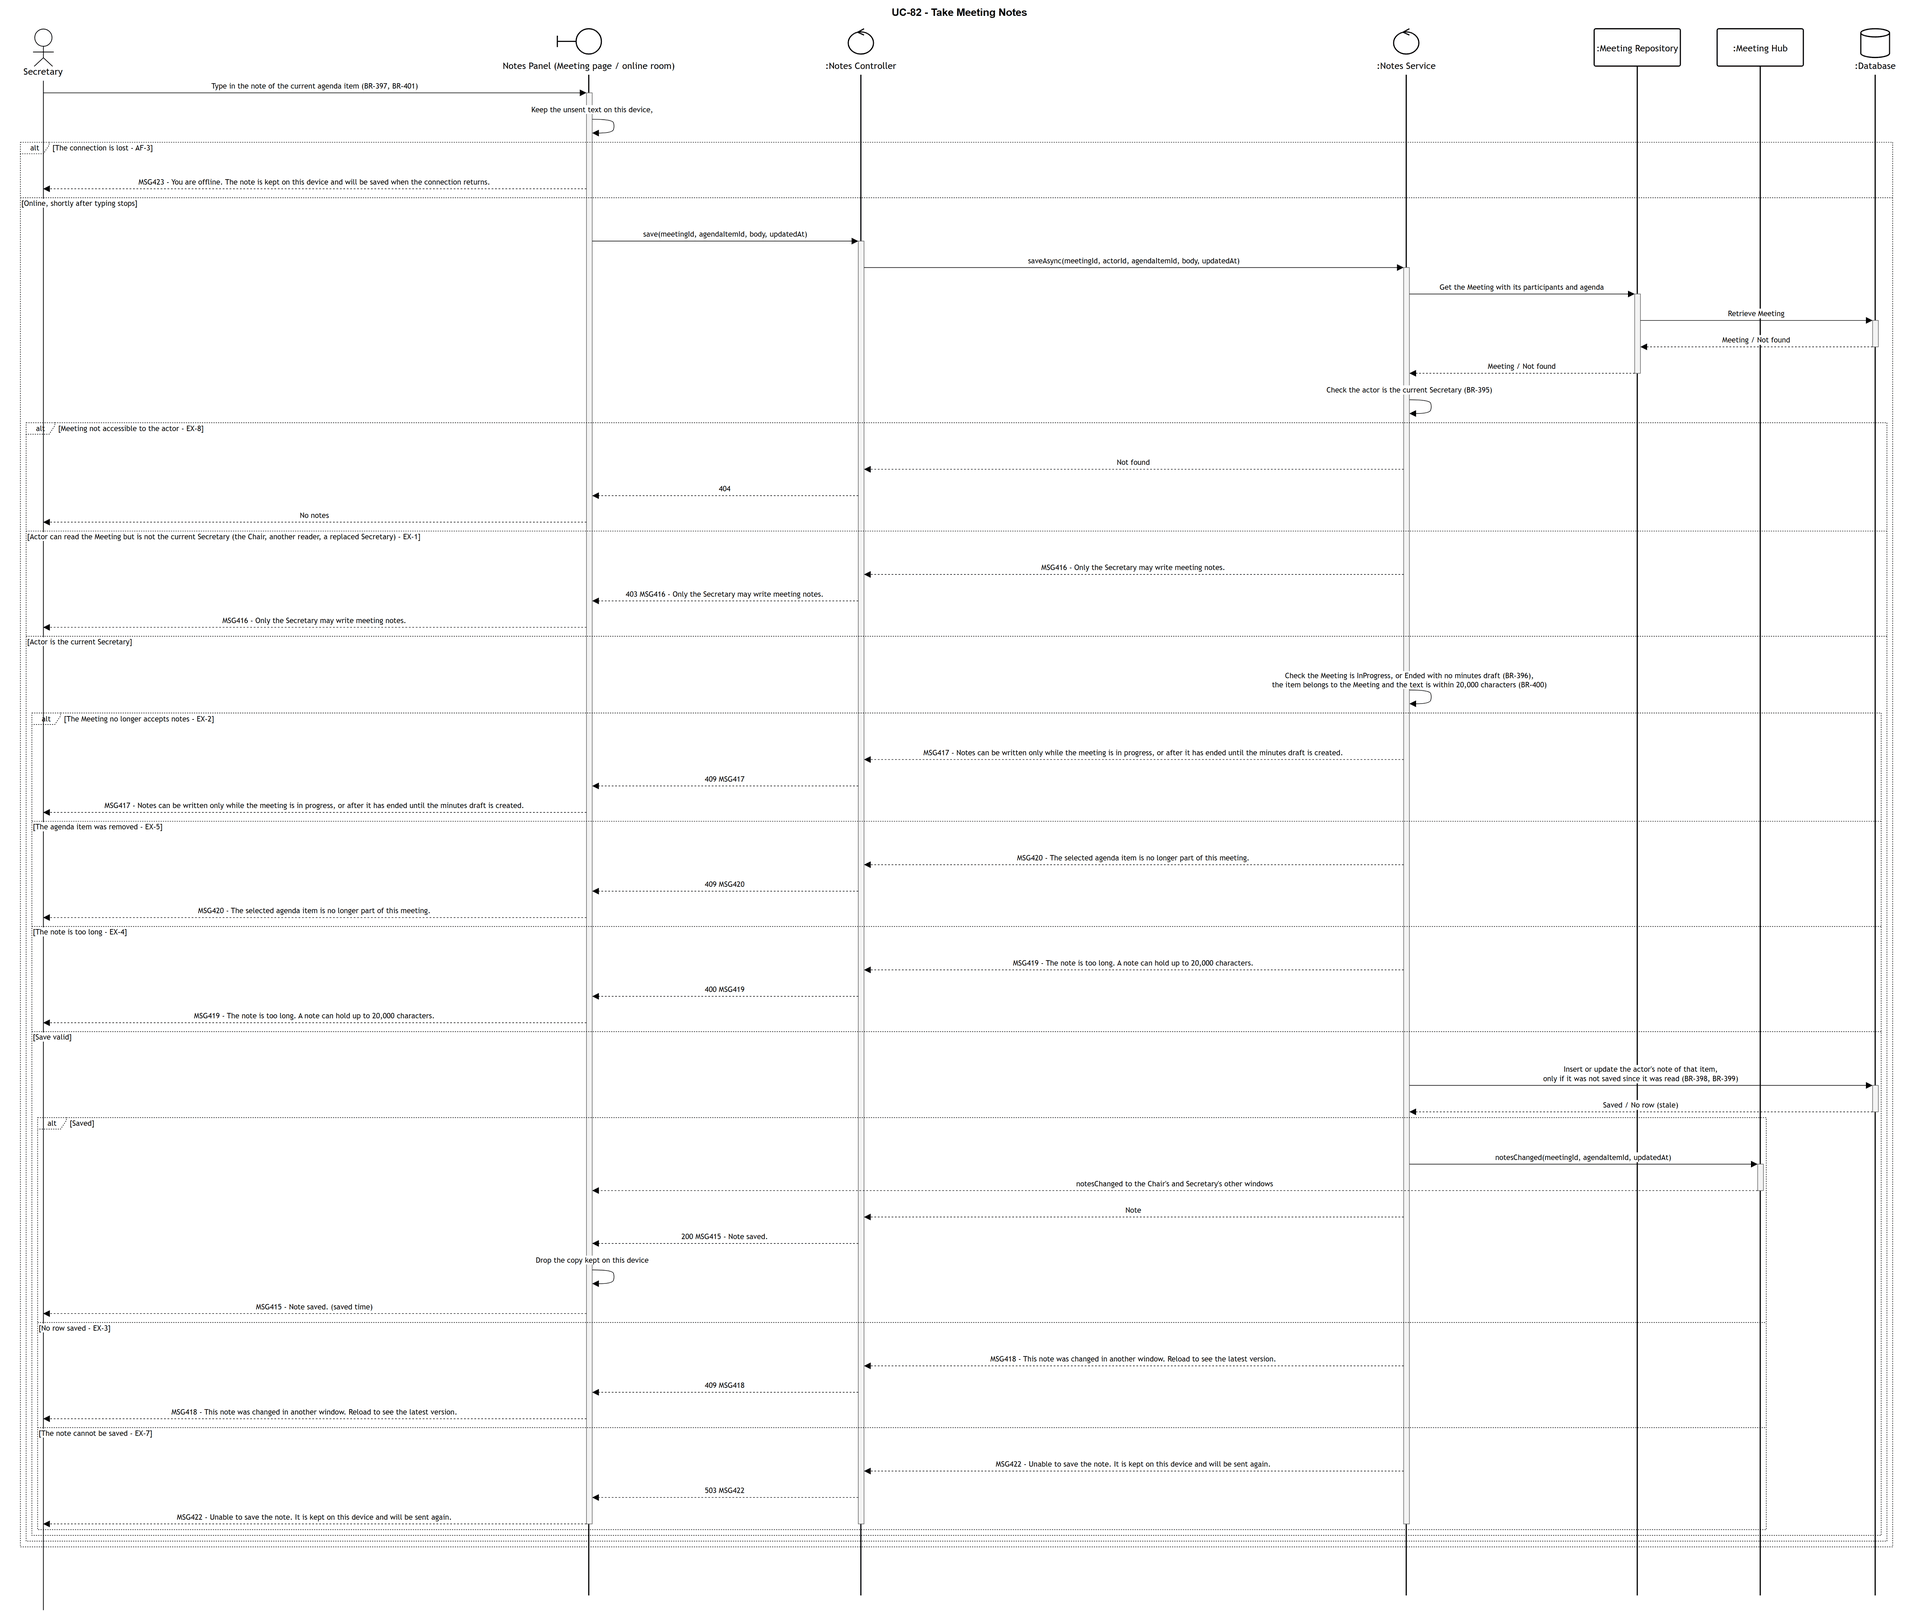 UC-82 - Take Meeting Notes
Secretary
Notes Panel (Meeting page / online room)
:Notes Controller
:Notes Service
:Meeting Repository
:Meeting Hub
:Database
Type in the note of the current agenda item (BR-397, BR-401)
Keep the unsent text on this device,
alt
[The connection is lost - AF-3]
MSG423 - You are offline. The note is kept on this device and will be saved when the connection returns.
[Online, shortly after typing stops]
save(meetingId, agendaItemId, body, updatedAt)
saveAsync(meetingId, actorId, agendaItemId, body, updatedAt)
Get the Meeting with its participants and agenda
Retrieve Meeting
Meeting / Not found
Meeting / Not found
Check the actor is the current Secretary (BR-395)
alt
[Meeting not accessible to the actor - EX-8]
Not found
404
No notes
[Actor can read the Meeting but is not the current Secretary (the Chair, another reader, a replaced Secretary) - EX-1]
MSG416 - Only the Secretary may write meeting notes.
403 MSG416 - Only the Secretary may write meeting notes.
MSG416 - Only the Secretary may write meeting notes.
[Actor is the current Secretary]
Check the Meeting is InProgress, or Ended with no minutes draft (BR-396),
the item belongs to the Meeting and the text is within 20,000 characters (BR-400)
alt
[The Meeting no longer accepts notes - EX-2]
MSG417 - Notes can be written only while the meeting is in progress, or after it has ended until the minutes draft is created.
409 MSG417
MSG417 - Notes can be written only while the meeting is in progress, or after it has ended until the minutes draft is created.
[The agenda item was removed - EX-5]
MSG420 - The selected agenda item is no longer part of this meeting.
409 MSG420
MSG420 - The selected agenda item is no longer part of this meeting.
[The note is too long - EX-4]
MSG419 - The note is too long. A note can hold up to 20,000 characters.
400 MSG419
MSG419 - The note is too long. A note can hold up to 20,000 characters.
[Save valid]
Insert or update the actor's note of that item,
only if it was not saved since it was read (BR-398, BR-399)
Saved / No row (stale)
alt
[Saved]
notesChanged(meetingId, agendaItemId, updatedAt)
notesChanged to the Chair's and Secretary's other windows
Note
200 MSG415 - Note saved.
Drop the copy kept on this device
MSG415 - Note saved. (saved time)
[No row saved - EX-3]
MSG418 - This note was changed in another window. Reload to see the latest version.
409 MSG418
MSG418 - This note was changed in another window. Reload to see the latest version.
[The note cannot be saved - EX-7]
MSG422 - Unable to save the note. It is kept on this device and will be sent again.
503 MSG422
MSG422 - Unable to save the note. It is kept on this device and will be sent again.